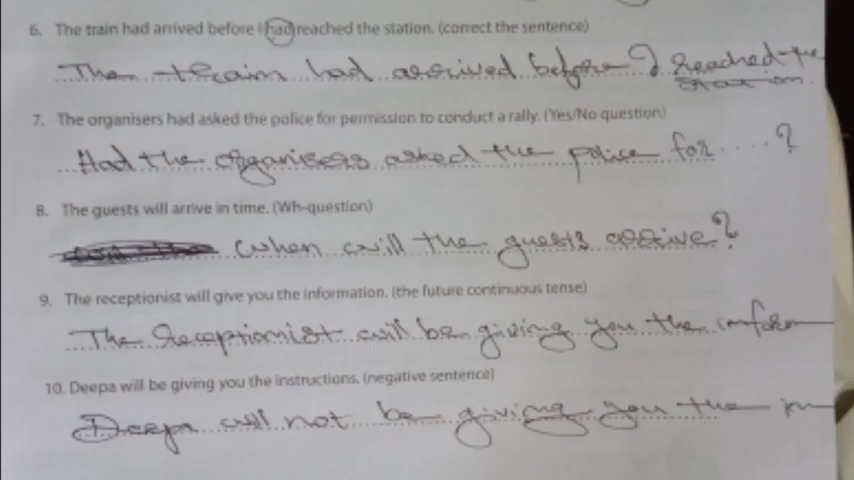 6. The train had arrived before I had reached the station. (correct the sentence)
The train had arrived before I reached the
station.
7. The organisers had asked the police for permission to conduct a rally. (Yes/No question)
Had the organisers asked the police for ....?
8. The guests will arrive in time. (Wh-question)
When will the guests arrive?
9. The receptionist will give you the information. (the future continuous tense)
The receptionist will be giving you the inform
10. Deepa will be giving you the instructions. (negative sentence)
Deepa will not be giving you the in